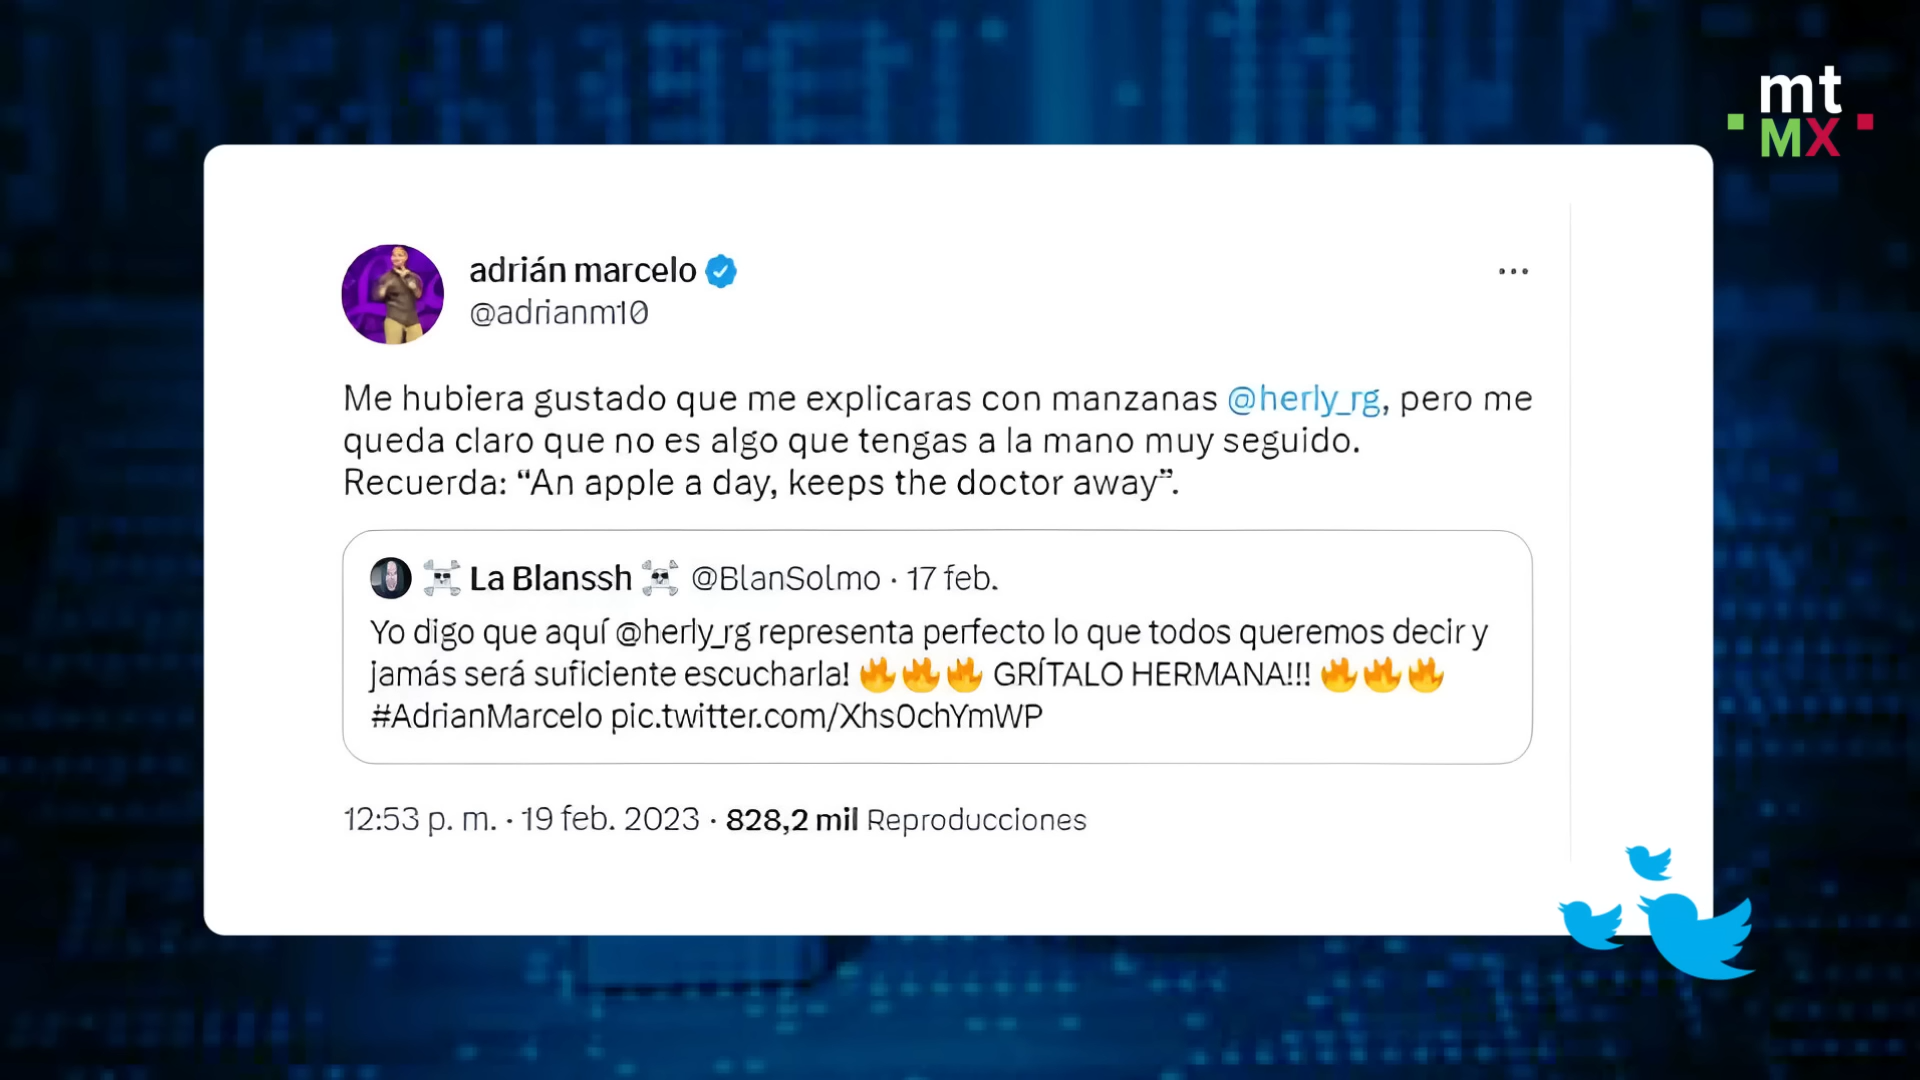 mt
MX
adrián marcelo
@adrianm10
Me hubiera gustado que me explicaras con manzanas @herly_rg, pero me
queda claro que no es algo que tengas a la mano muy seguido.
Recuerda: “An apple a day, keeps the doctor away”.
☠️ La Blanssh ☠️ @BlanSolmo · 17 feb.
Yo digo que aquí @herly_rg representa perfecto lo que todos queremos decir y
jamás será suficiente escucharla! 🔥🔥🔥 GRÍTALO HERMANA!!! 🔥🔥🔥
#AdrianMarcelo pic.twitter.com/Xhs0chYmWP
12:53 p. m. · 19 feb. 2023 · 828,2 mil Reproducciones